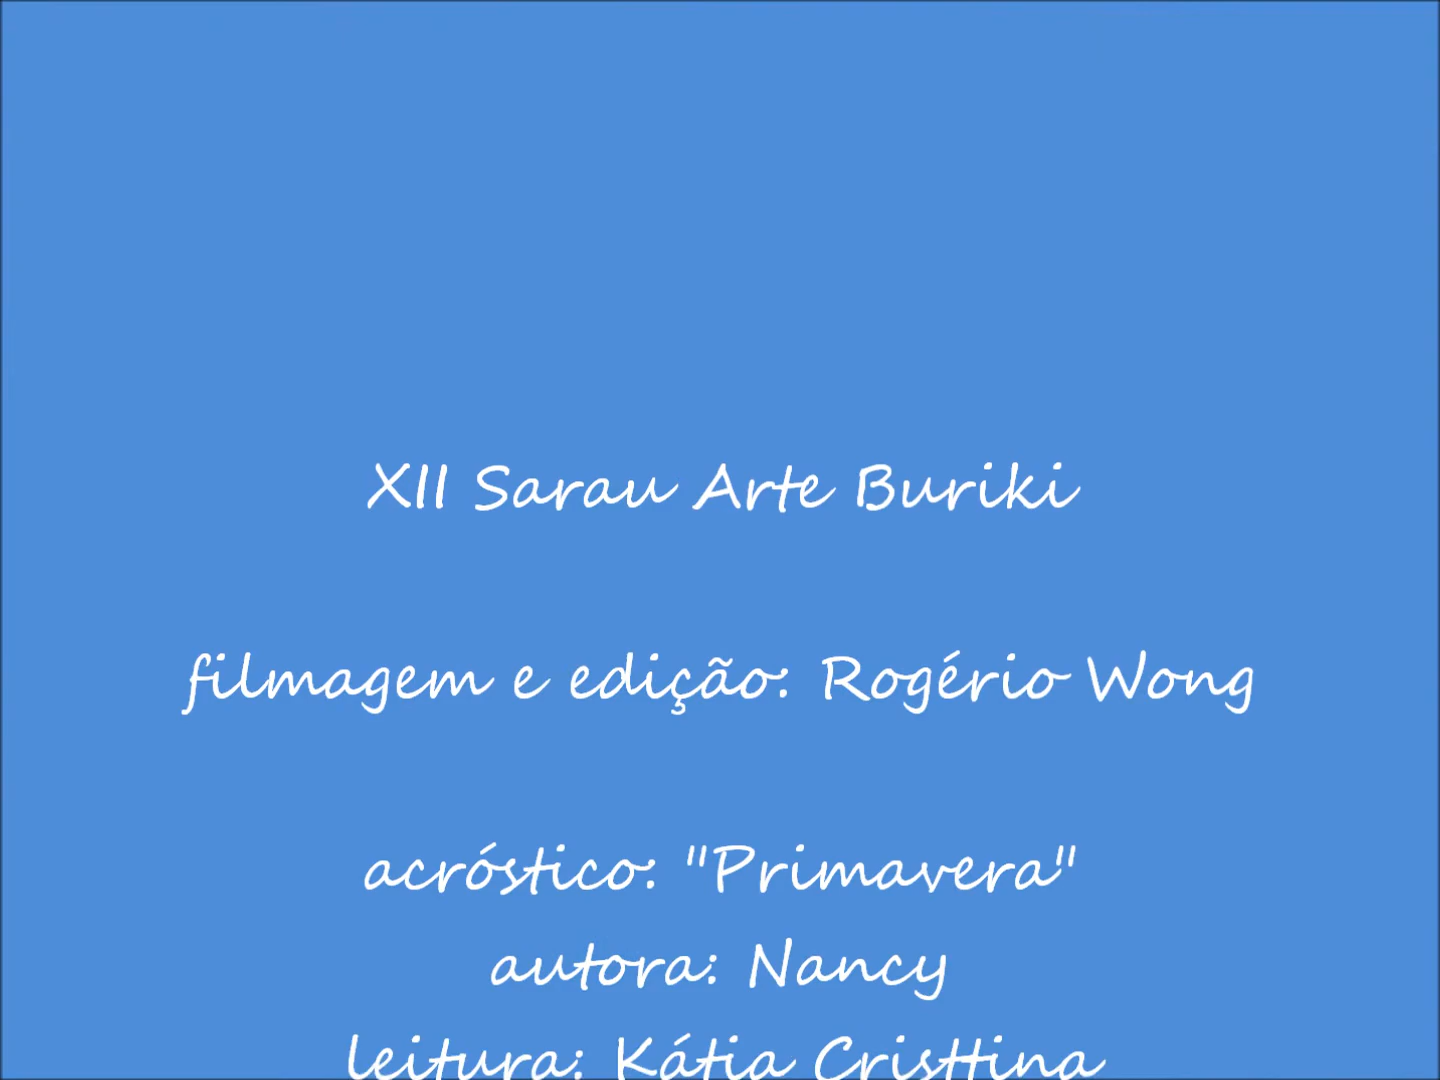 XII Sarau Arte Buriki
filmagem e edição: Rogério Wong
acróstico: "Primavera"
autora: Nancy
leitura: Kátia Cristtina